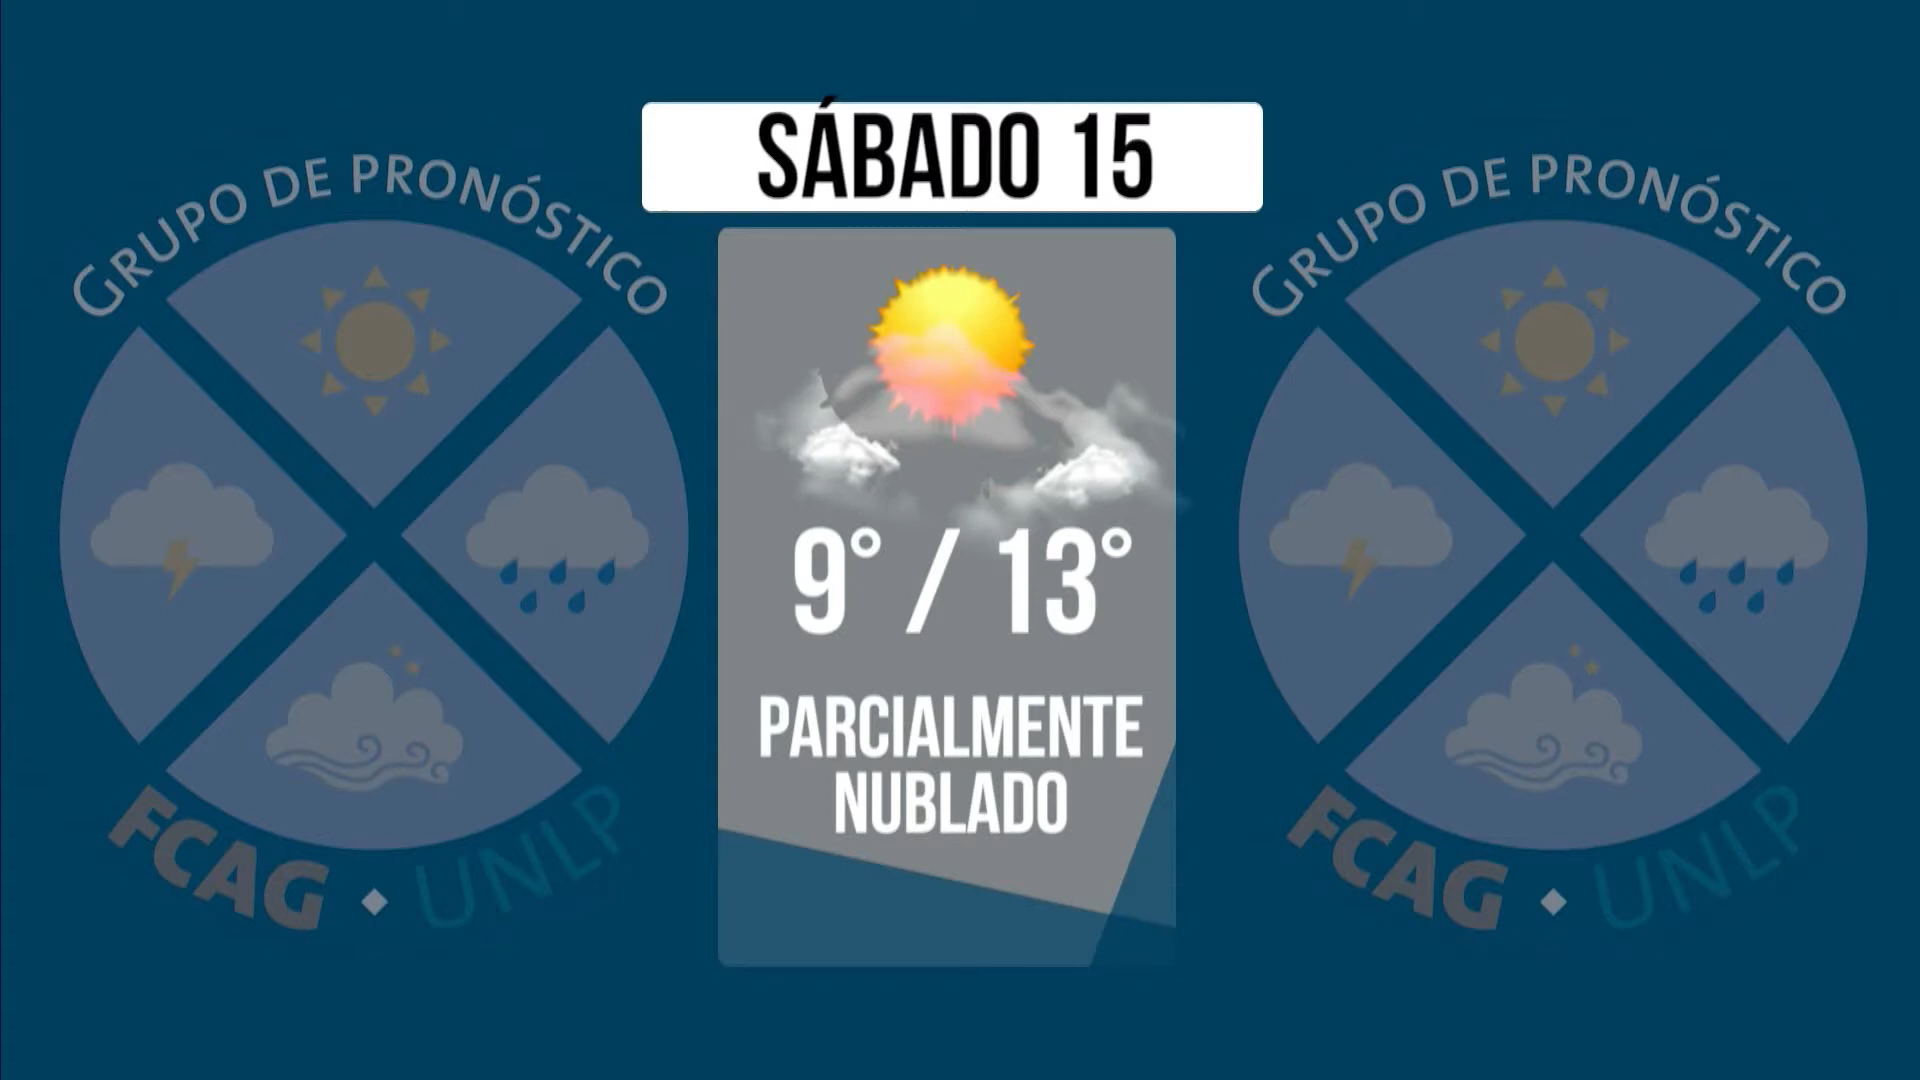 SÁBADO 15
GRUPO DE PRONÓSTICO
FCAG • UNLP
9° / 13°
PARCIALMENTE
NUBLADO
GRUPO DE PRONÓSTICO
FCAG • UNLP